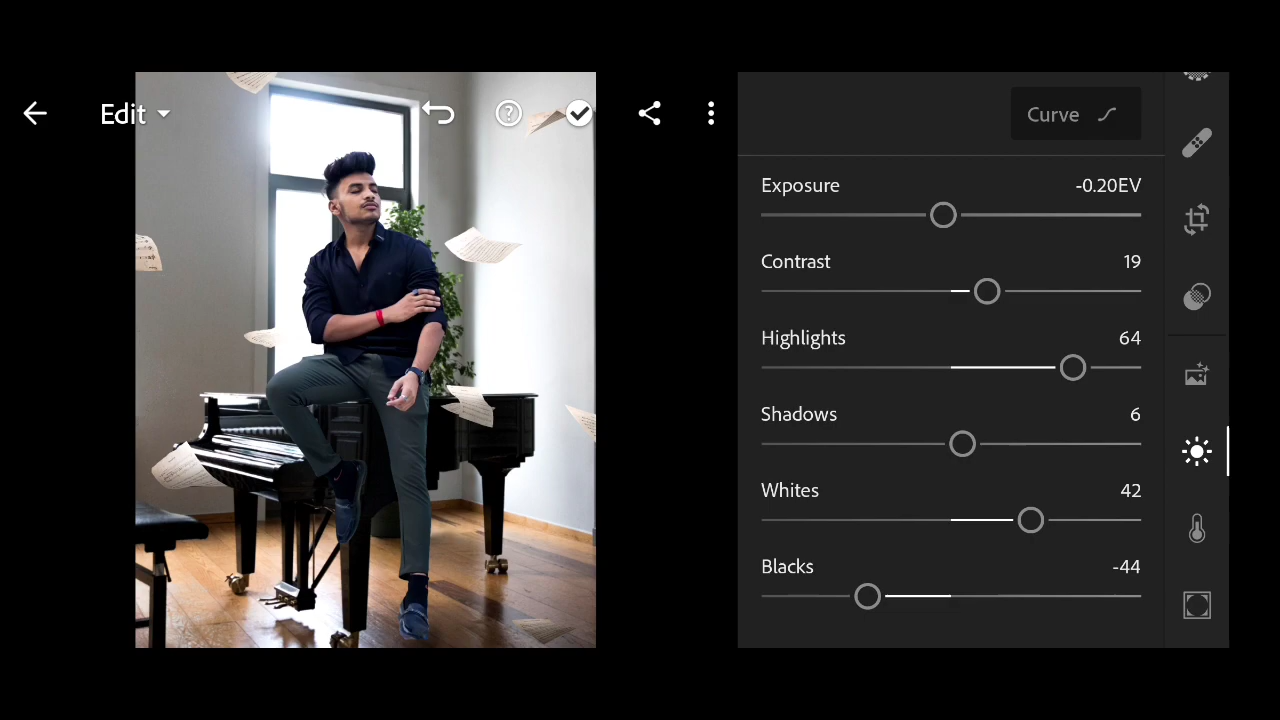 Edit
Curve
Exposure -0.20EV
Contrast 19
Highlights 64
Shadows 6
Whites 42
Blacks -44